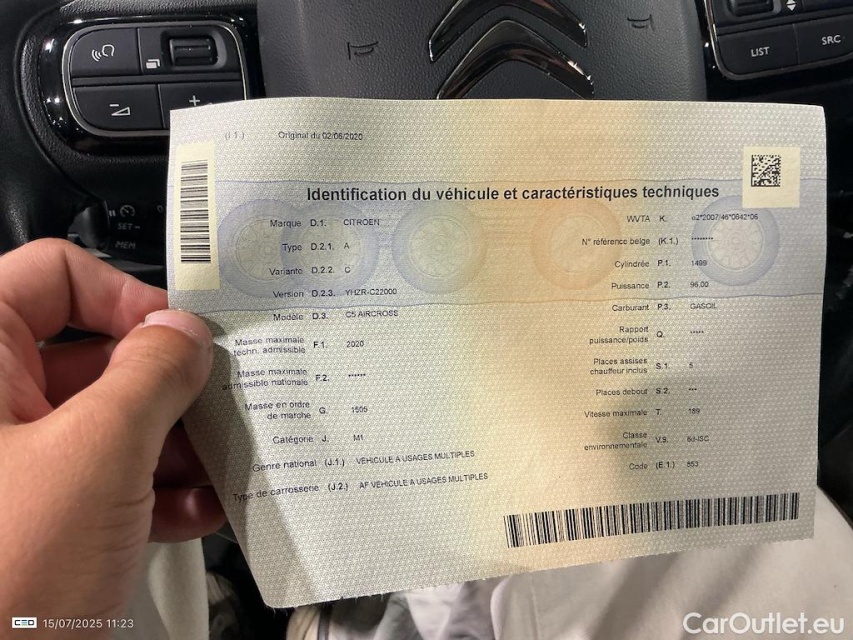 LIST
SRC
SET
MEM
(I 1.) Original du 02/06/2020
Identification du véhicule et caractéristiques techniques
Marque D.1. CITROEN
Type D.2.1. A
Variante D.2.2. C
Version D.2.3. YHZR-C22000
Modèle D.3. C5 AIRCROSS
Masse maximale
techn. admissible F.1. 2020
Masse maximale
admissible nationale F.2. ******
Masse en ordre
de marche G. 1505
Catégorie J. M1
Genre national (J.1.) VEHICULE A USAGES MULTIPLES
Type de carrosserie (J.2.) AF VEHICULE A USAGES MULTIPLES
WVTA K. e2*2007/46*0642*06
N° référence belge (K.1.) ********
Cylindrée P.1. 1499
Puissance P.2. 96.00
Carburant P.3. GASOIL
Rapport
puissance/poids Q. *****
Places assises
chauffeur inclus S.1. 5
Places debout S.2. ***
Vitesse maximale T. 189
Classe
environnementale V.9. 6d-ISC
Code (E.1.) 853
15/07/2025 11:23
CarOutlet.eu